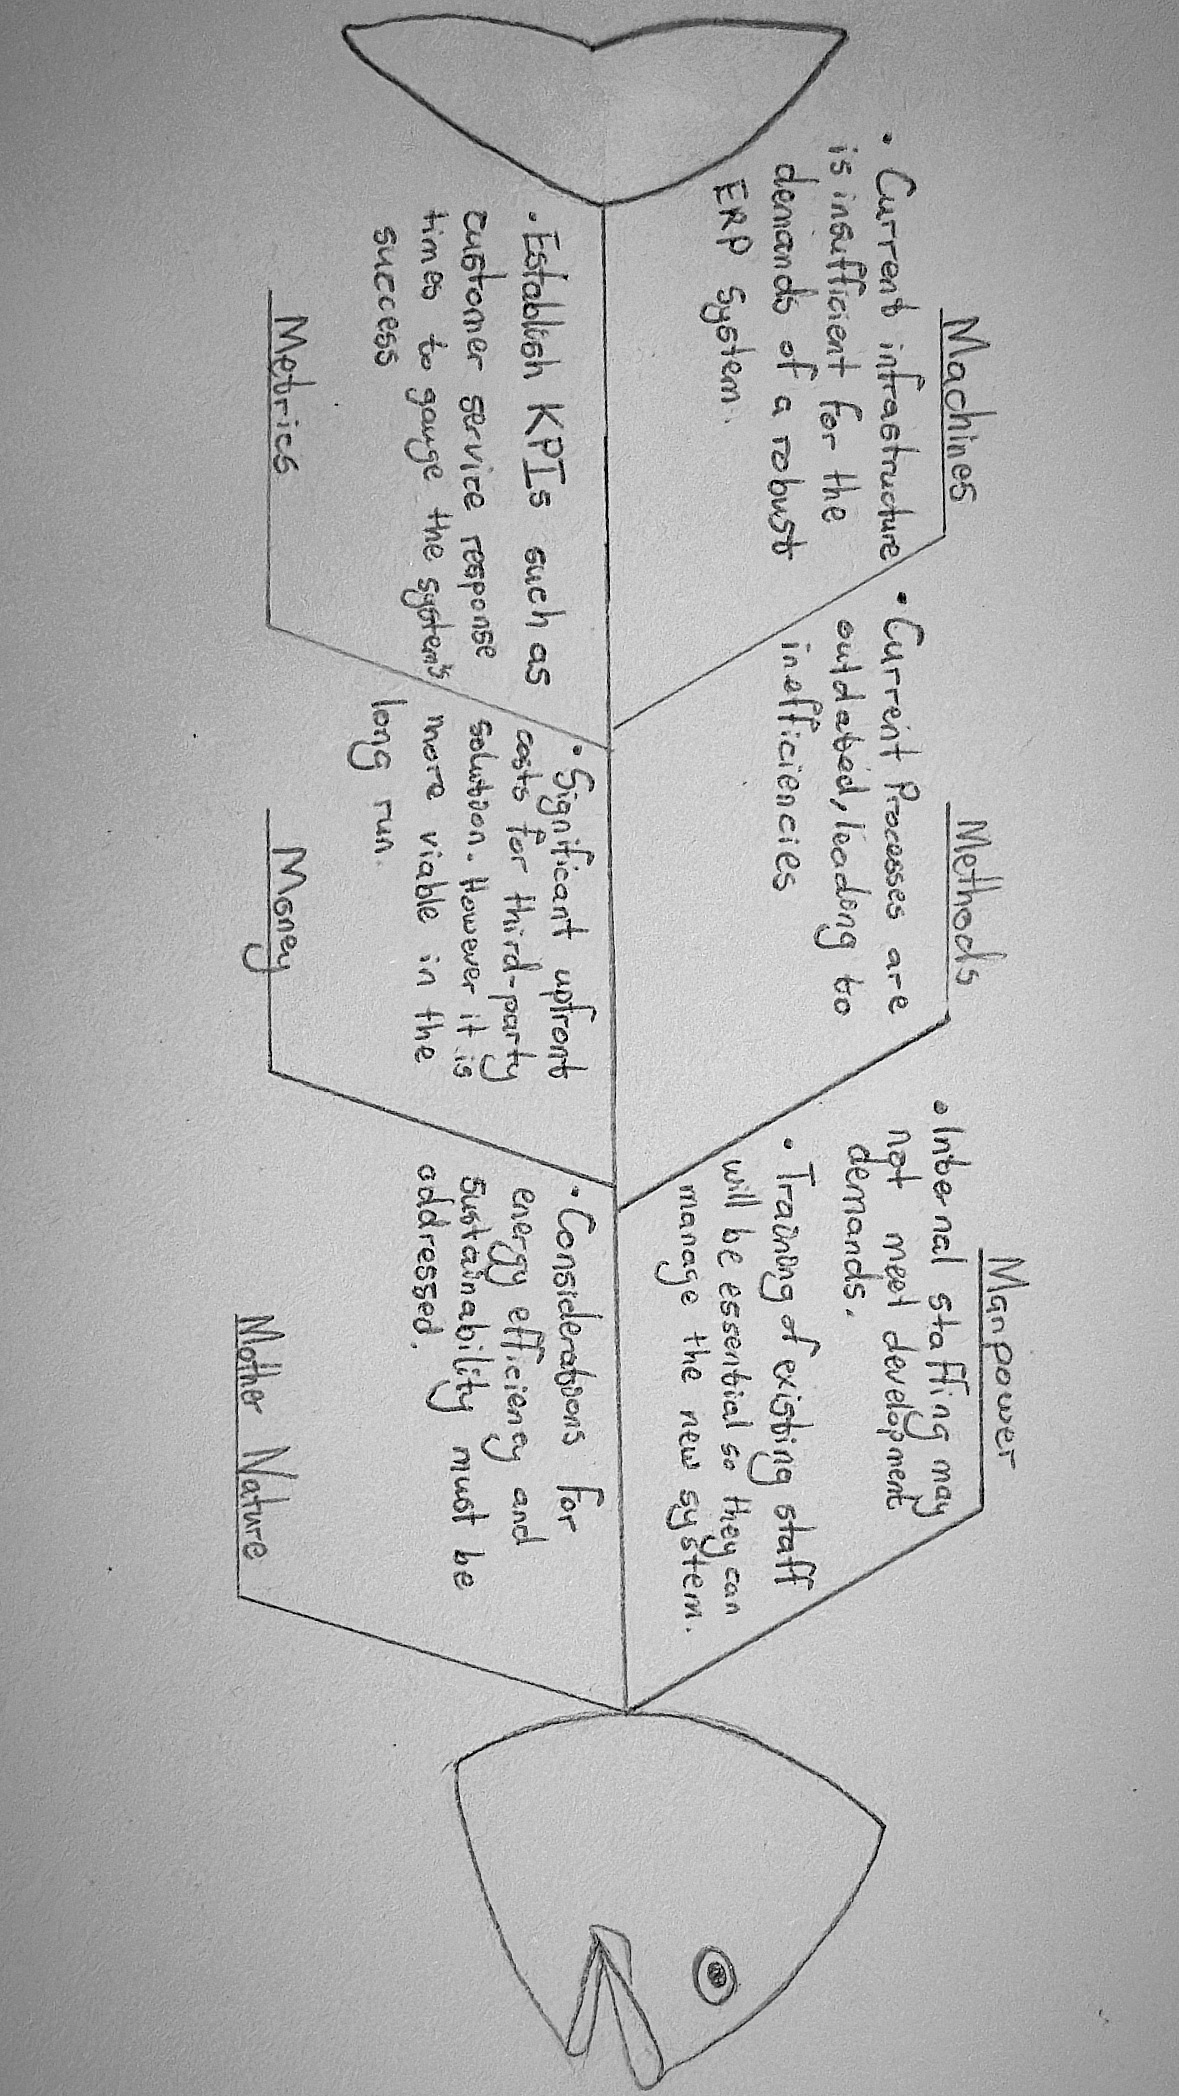 Machines
• Current infrastructure
is insufficient for the
demands of a robust
ERP system.
Methods
• Current Processes are
outdated, leading to
inefficiencies
Manpower
• Internal staffing may
not meet development
demands.
• Training of existing staff
will be essential so they can
manage the new system.
• Establish KPIs such as
customer service response
times to gauge the system's
success
Metrics
• Significant upfront
costs for third-party
solution. However it is
more viable in the
long run.
Money
• Considerations for
energy efficiency and
sustainability must be
addressed.
Mother Nature